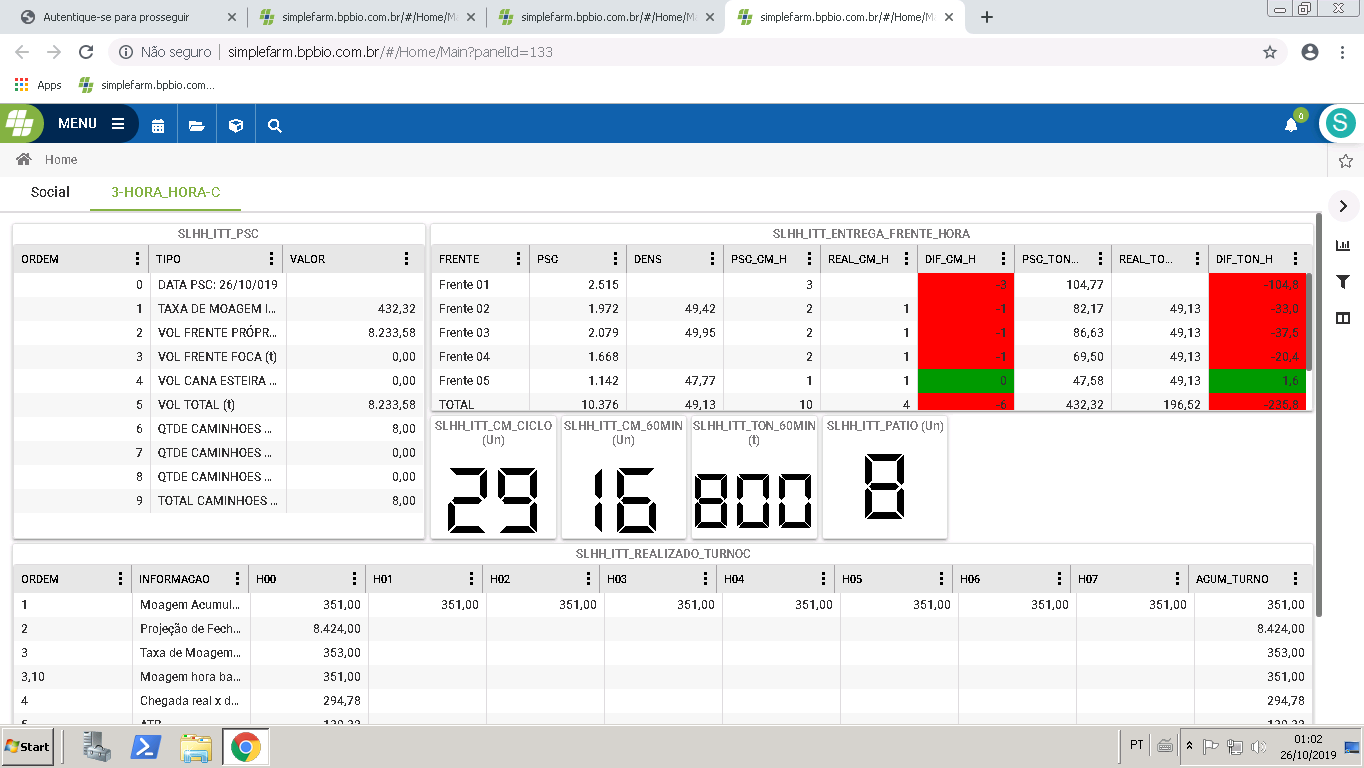 Autentique-se para prosseguir
simplefarm.bpbio.com.br/#/Home/Ma
simplefarm.bpbio.com.br/#/Home/Ma
simplefarm.bpbio.com.br/#/Home/Ma
Não seguro | simplefarm.bpbio.com.br/#/Home/Main?panelId=133
Apps simplefarm.bpbio.com...
MENU 0 S
Home
Social 3-HORA_HORA-C
SLHH_ITT_PSC
ORDEM TIPO VALOR
0 DATA PSC: 26/10/019
1 TAXA DE MOAGEM I... 432,32
2 VOL FRENTE PRÓPR... 8.233,58
3 VOL FRENTE FOCA (t) 0,00
4 VOL CANA ESTEIRA ... 0,00
5 VOL TOTAL (t) 8.233,58
6 QTDE CAMINHOES ... 8,00
7 QTDE CAMINHOES ... 0,00
8 QTDE CAMINHOES ... 0,00
9 TOTAL CAMINHOES ... 8,00
SLHH_ITT_ENTREGA_FRENTE_HORA
FRENTE PSC DENS PSC_CM_H REAL_CM_H DIF_CM_H PSC_TON... REAL_TO... DIF_TON_H
Frente 01 2.515 3 -3 104,77 -104,8
Frente 02 1.972 49,42 2 1 -1 82,17 49,13 -33,0
Frente 03 2.079 49,95 2 1 -1 86,63 49,13 -37,5
Frente 04 1.668 2 1 -1 69,50 49,13 -20,4
Frente 05 1.142 47,77 1 1 0 47,58 49,13 1,6
TOTAL 10.376 49,13 10 4 -6 432,32 196,52 -235,8
SLHH_ITT_CM_CICLO
(Un)
29
SLHH_ITT_CM_60MIN
(Un)
16
SLHH_ITT_TON_60MIN
(t)
800
SLHH_ITT_PATIO (Un)
8
SLHH_ITT_REALIZADO_TURNOC
ORDEM INFORMACAO H00 H01 H02 H03 H04 H05 H06 H07 ACUM_TURNO
1 Moagem Acumul... 351,00 351,00 351,00 351,00 351,00 351,00 351,00 351,00 351,00
2 Projeção de Fech... 8.424,00 8.424,00
3 Taxa de Moagem... 353,00 353,00
3,10 Moagem hora ba... 351,00 351,00
4 Chegada real x d... 294,78 294,78
Start PT 01:02
26/10/2019